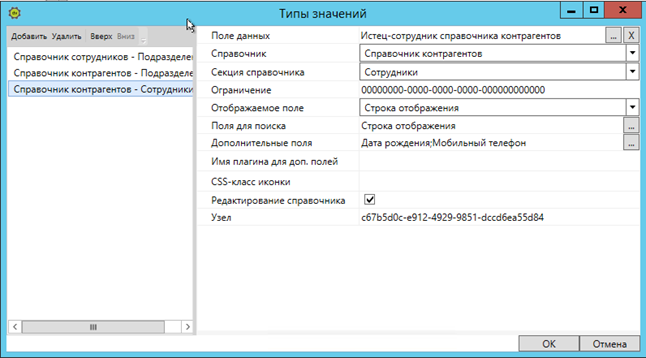 Типы значений
Добавить Удалить Вверх Вниз
Справочник сотрудников - Подразделе
Справочник контрагентов - Подразделе
Справочник контрагентов - Сотрудники
Поле данных Истец-сотрудник справочника контрагентов ... X
Справочник Справочник контрагентов
Секция справочника Сотрудники
Ограничение 00000000-0000-0000-0000-000000000000
Отображаемое поле Строка отображения
Поля для поиска Строка отображения ...
Дополнительные поля Дата рождения;Мобильный телефон ...
Имя плагина для доп. полей
CSS-класс иконки
Редактирование справочника
Узел c67b5d0c-e912-4929-9851-dccd6ea55d84
ОК Отмена